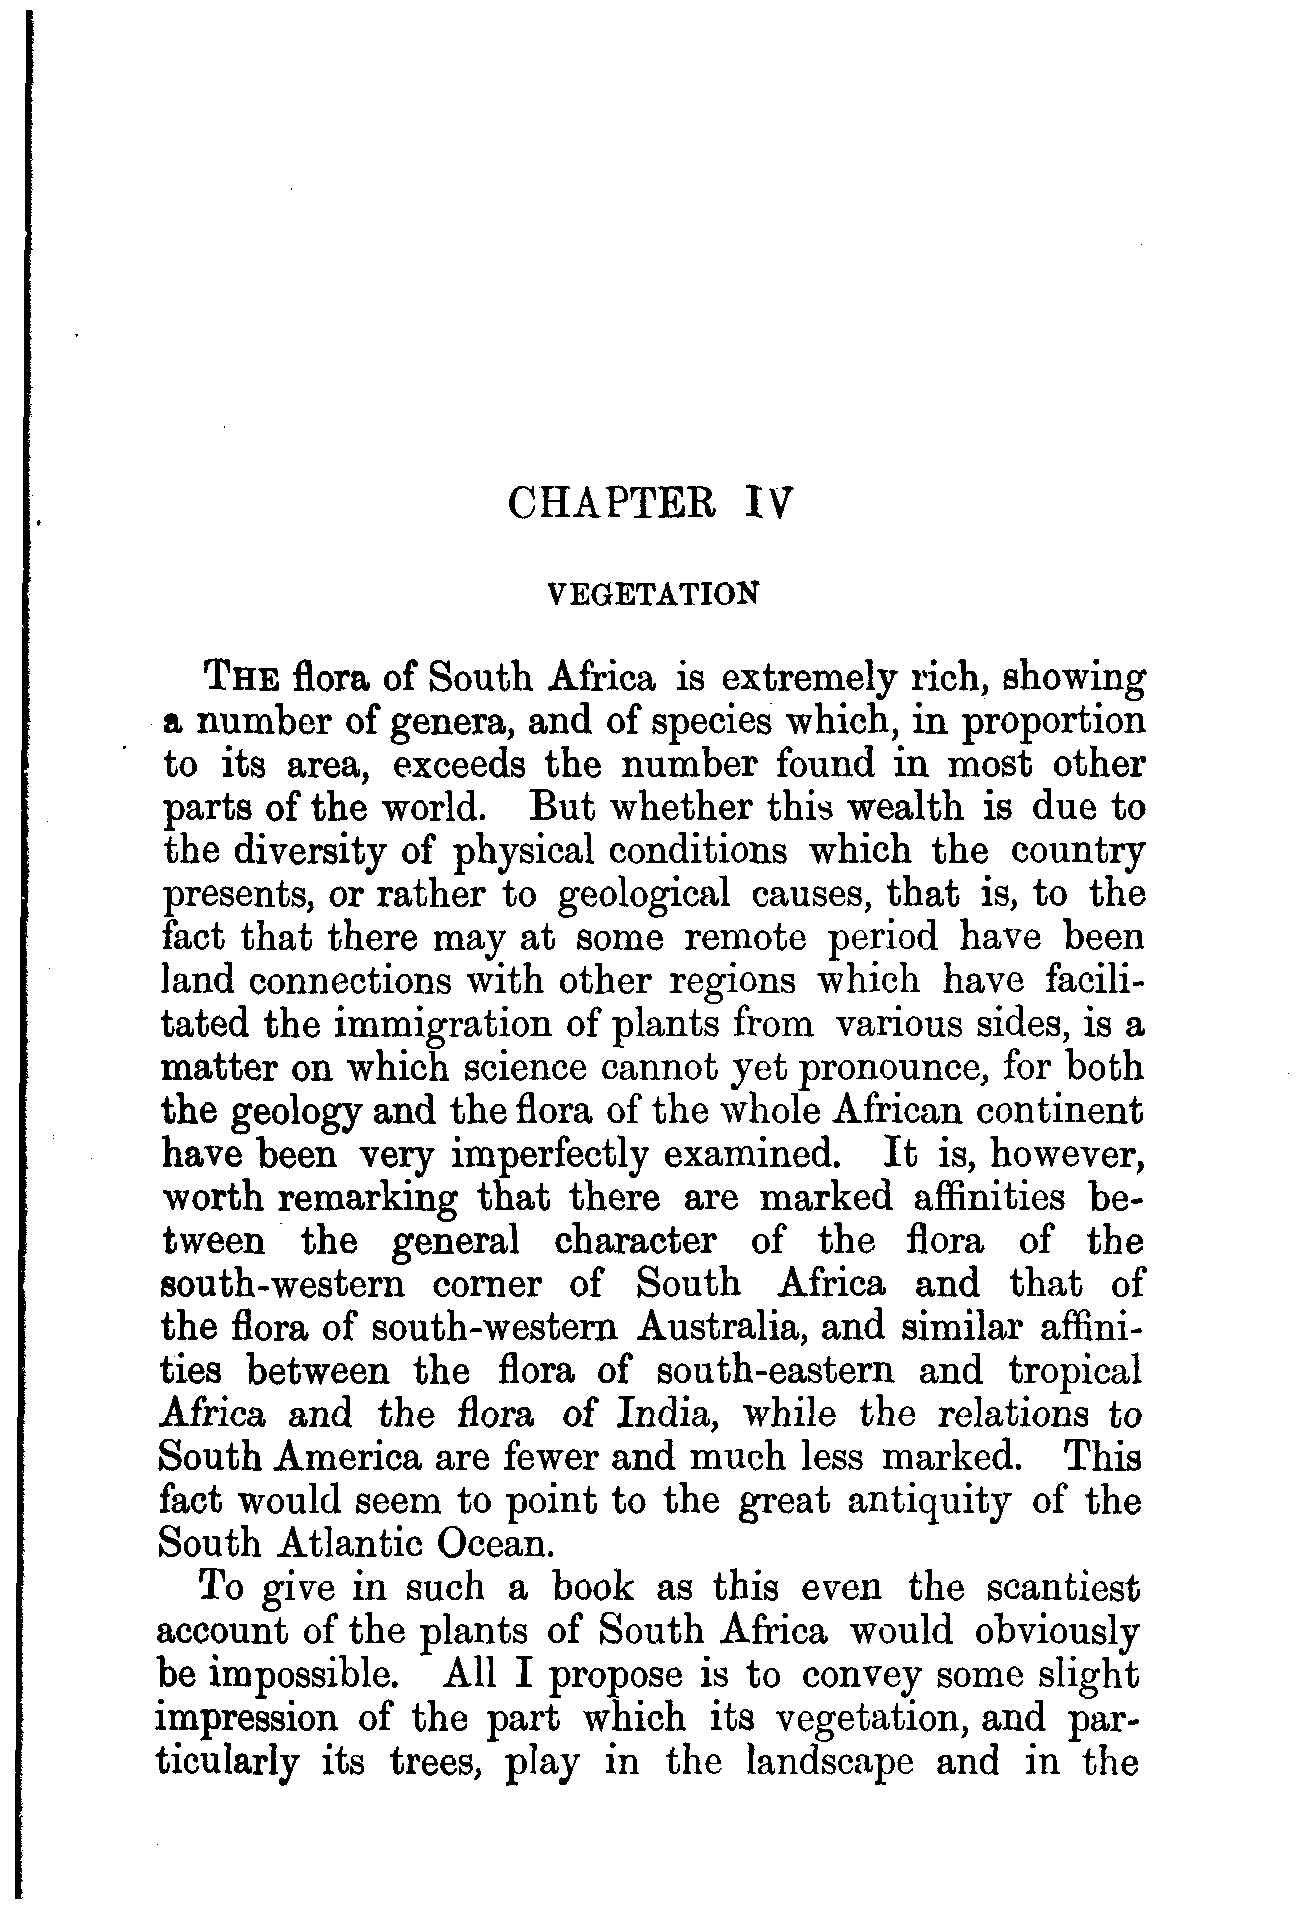 CHAPTER IV
VEGETATION
THE flora of South Africa is extremely rich, showing
a number of genera, and of species which, in proportion
to its area, exceeds the number found in most other
parts of the world. But whether this wealth is due to
the diversity of physical conditions which the country
presents, or rather to geological causes, that is, to the
fact that there may at some remote period have been
land connections with other regions which have facili-
tated the immigration of plants from various sides, is a
matter on which science cannot yet pronounce, for both
the geology and the flora of the whole African continent
have been very imperfectly examined. It is, however,
worth remarking that there are marked affinities be-
tween the general character of the flora of the
south-western corner of South Africa and that of
the flora of south-western Australia, and similar affini-
ties between the flora of south-eastern and tropical
Africa and the flora of India, while the relations to
South America are fewer and much less marked. This
fact would seem to point to the great antiquity of the
South Atlantic Ocean.
To give in such a book as this even the scantiest
account of the plants of South Africa would obviously
be impossible. All I propose is to convey some slight
impression of the part which its vegetation, and par-
ticularly its trees, play in the landscape and in the